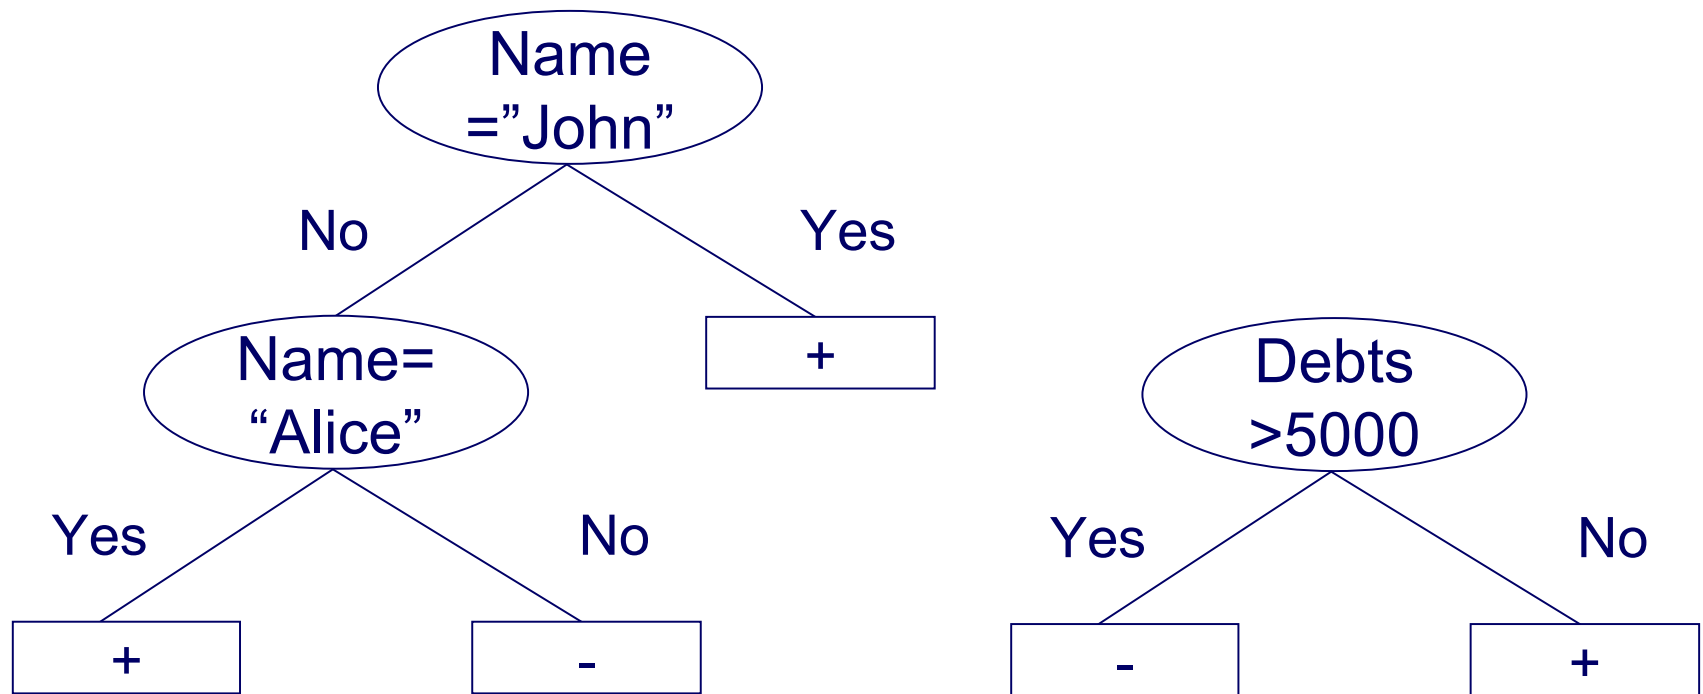 Name
=”John”
No
Yes
Name=
“Alice”
+
Debts
>5000
Yes
No
Yes
No
+
-
-
+